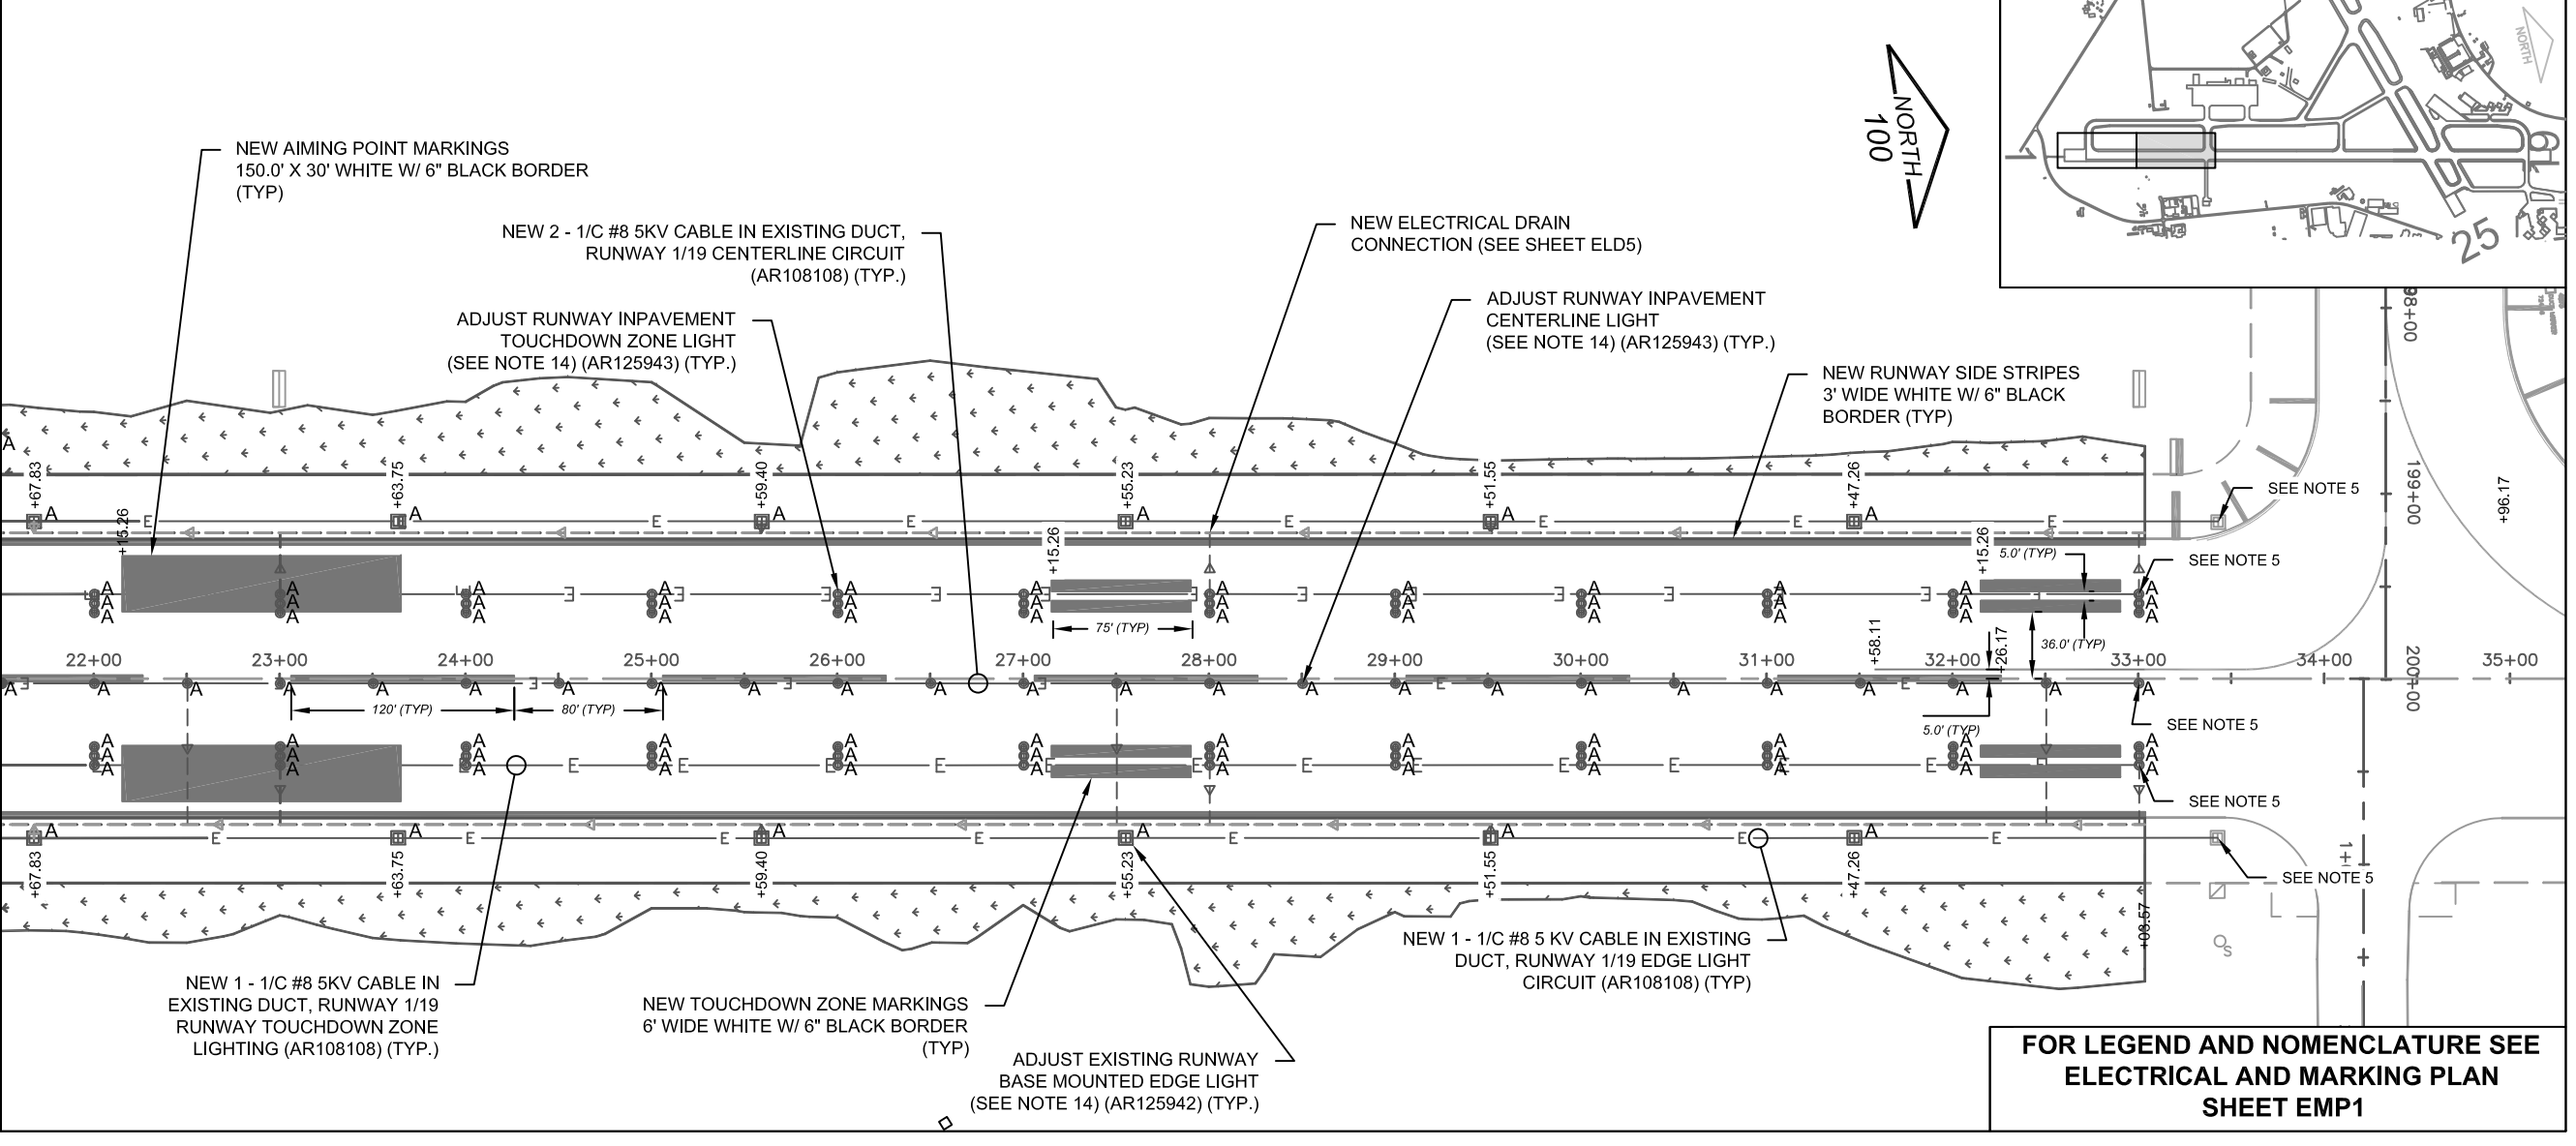 NEW AIMING POINT MARKINGS
150.0' X 30' WHITE W/ 6" BLACK BORDER
(TYP)
NEW 2 - 1/C #8 5KV CABLE IN EXISTING DUCT,
RUNWAY 1/19 CENTERLINE CIRCUIT
(AR108108) (TYP.)
ADJUST RUNWAY INPAVEMENT
TOUCHDOWN ZONE LIGHT
(SEE NOTE 14) (AR125943) (TYP.)
NEW ELECTRICAL DRAIN
CONNECTION (SEE SHEET ELD5)
ADJUST RUNWAY INPAVEMENT
CENTERLINE LIGHT
(SEE NOTE 14) (AR125943) (TYP.)
NEW RUNWAY SIDE STRIPES
3' WIDE WHITE W/ 6" BLACK
BORDER (TYP)
NORTH
100
NORTH
1
19
25
98+00
199+00
200+00
+96.17
+67.83
+63.75
+59.40
+55.23
+51.55
+47.26
SEE NOTE 5
+15.26
+15.26
+15.26
5.0' (TYP)
SEE NOTE 5
75' (TYP)
+58.11
+26.17
36.0' (TYP)
22+00 23+00 24+00 25+00 26+00 27+00 28+00 29+00 30+00 31+00 32+00 33+00 34+00 35+00
120' (TYP) 80' (TYP)
5.0' (TYP)
SEE NOTE 5
SEE NOTE 5
+67.83
+63.75
+59.40
+55.23
+51.55
+47.26
SEE NOTE 5
+08.57
NEW 1 - 1/C #8 5KV CABLE IN
EXISTING DUCT, RUNWAY 1/19
RUNWAY TOUCHDOWN ZONE
LIGHTING (AR108108) (TYP.)
NEW TOUCHDOWN ZONE MARKINGS
6' WIDE WHITE W/ 6" BLACK BORDER
(TYP)
ADJUST EXISTING RUNWAY
BASE MOUNTED EDGE LIGHT
(SEE NOTE 14) (AR125942) (TYP.)
NEW 1 - 1/C #8 5 KV CABLE IN EXISTING
DUCT, RUNWAY 1/19 EDGE LIGHT
CIRCUIT (AR108108) (TYP)
FOR LEGEND AND NOMENCLATURE SEE
ELECTRICAL AND MARKING PLAN
SHEET EMP1